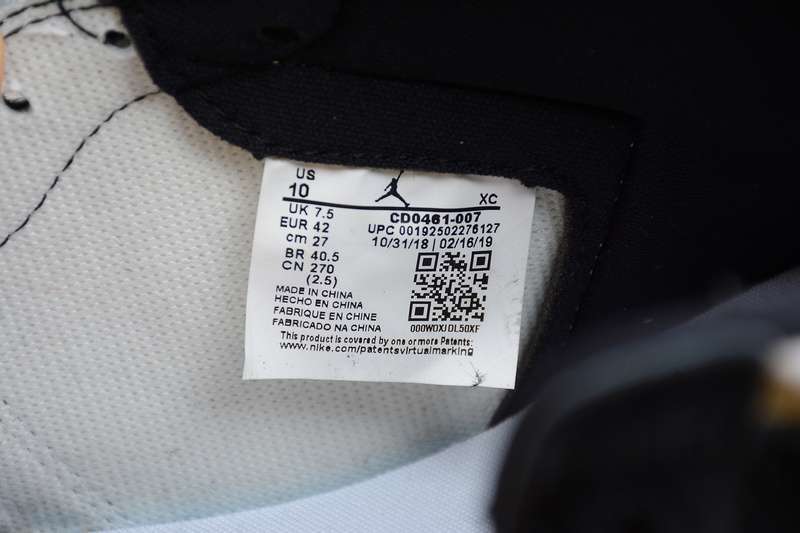 US
10
XC
UK 7.5
EUR 42
cm 27
BR 40.5
CN 270
(2.5)
CD0461-007
UPC 00192502276127
10/31/18 | 02/16/19
000WOXJDL50XF
MADE IN CHINA
HECHO EN CHINA
FABRIQUE EN CHINE
FABRICADO NA CHINA
This product is covered by one or more Patents:
www.nike.com/patentsvirtualmarking